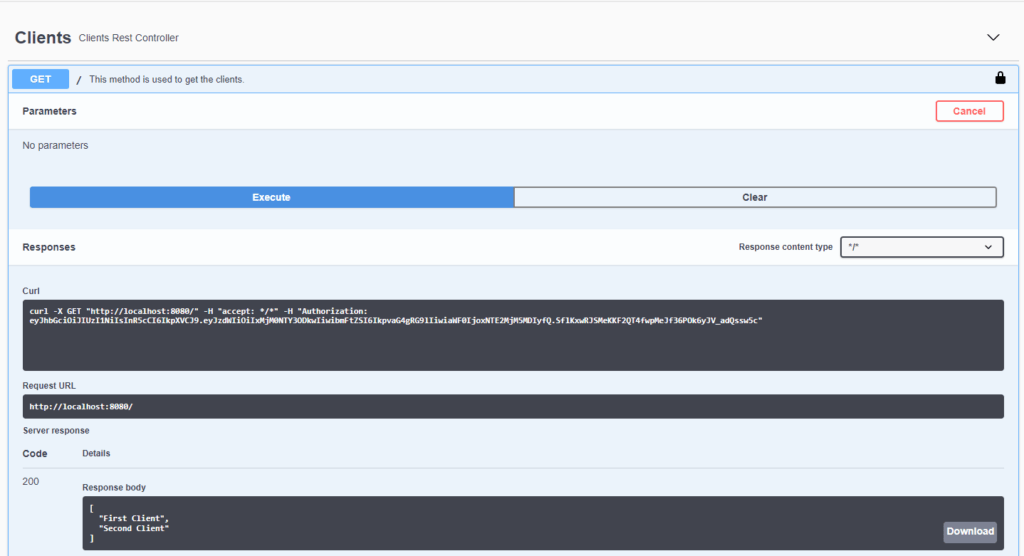 Clients Clients Rest Controller
GET / This method is used to get the clients.
Parameters Cancel
No parameters
Execute Clear
Responses Response content type */*
Curl
curl -X GET "http://localhost:8080/" -H "accept: */*" -H "Authorization:
eyJhbGciOiJIUzI1NiIsInR5cCI6IkpXVCJ9.eyJzdWIiOiIxMjM0NTY3ODkwIiwibmFtZSI6IkpvaG4gRG9lIiwiaWF0IjoxNTE2MjM5MDIyfQ.SflKxwRJSMeKKF2QT4fwpMeJf36POk6yJV_adQssw5c"
Request URL
http://localhost:8080/
Server response
Code Details
200
Response body
[
"First Client",
"Second Client"
]
Download